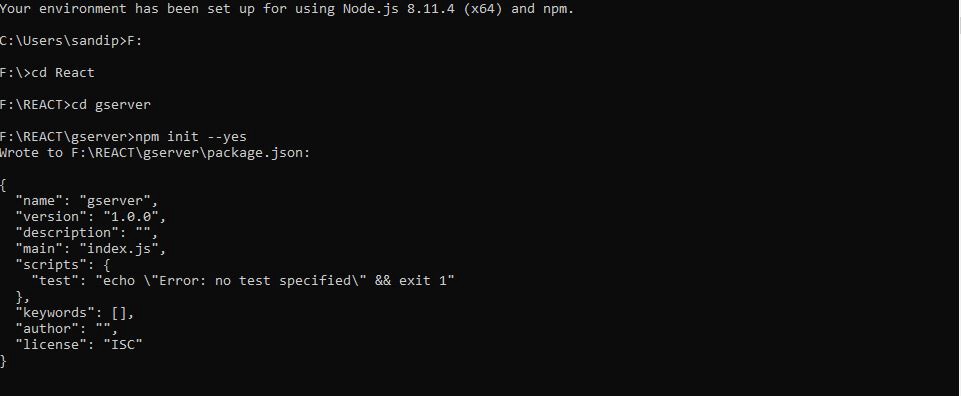 Your environment has been set up for using Node.js 8.11.4 (x64) and npm.
C:\Users\sandip>F:
F:\>cd React
F:\REACT>cd gserver
F:\REACT\gserver>npm init --yes
Wrote to F:\REACT\gserver\package.json:
{
  "name": "gserver",
  "version": "1.0.0",
  "description": "",
  "main": "index.js",
  "scripts": {
    "test": "echo \"Error: no test specified\" && exit 1"
  },
  "keywords": [],
  "author": "",
  "license": "ISC"
}